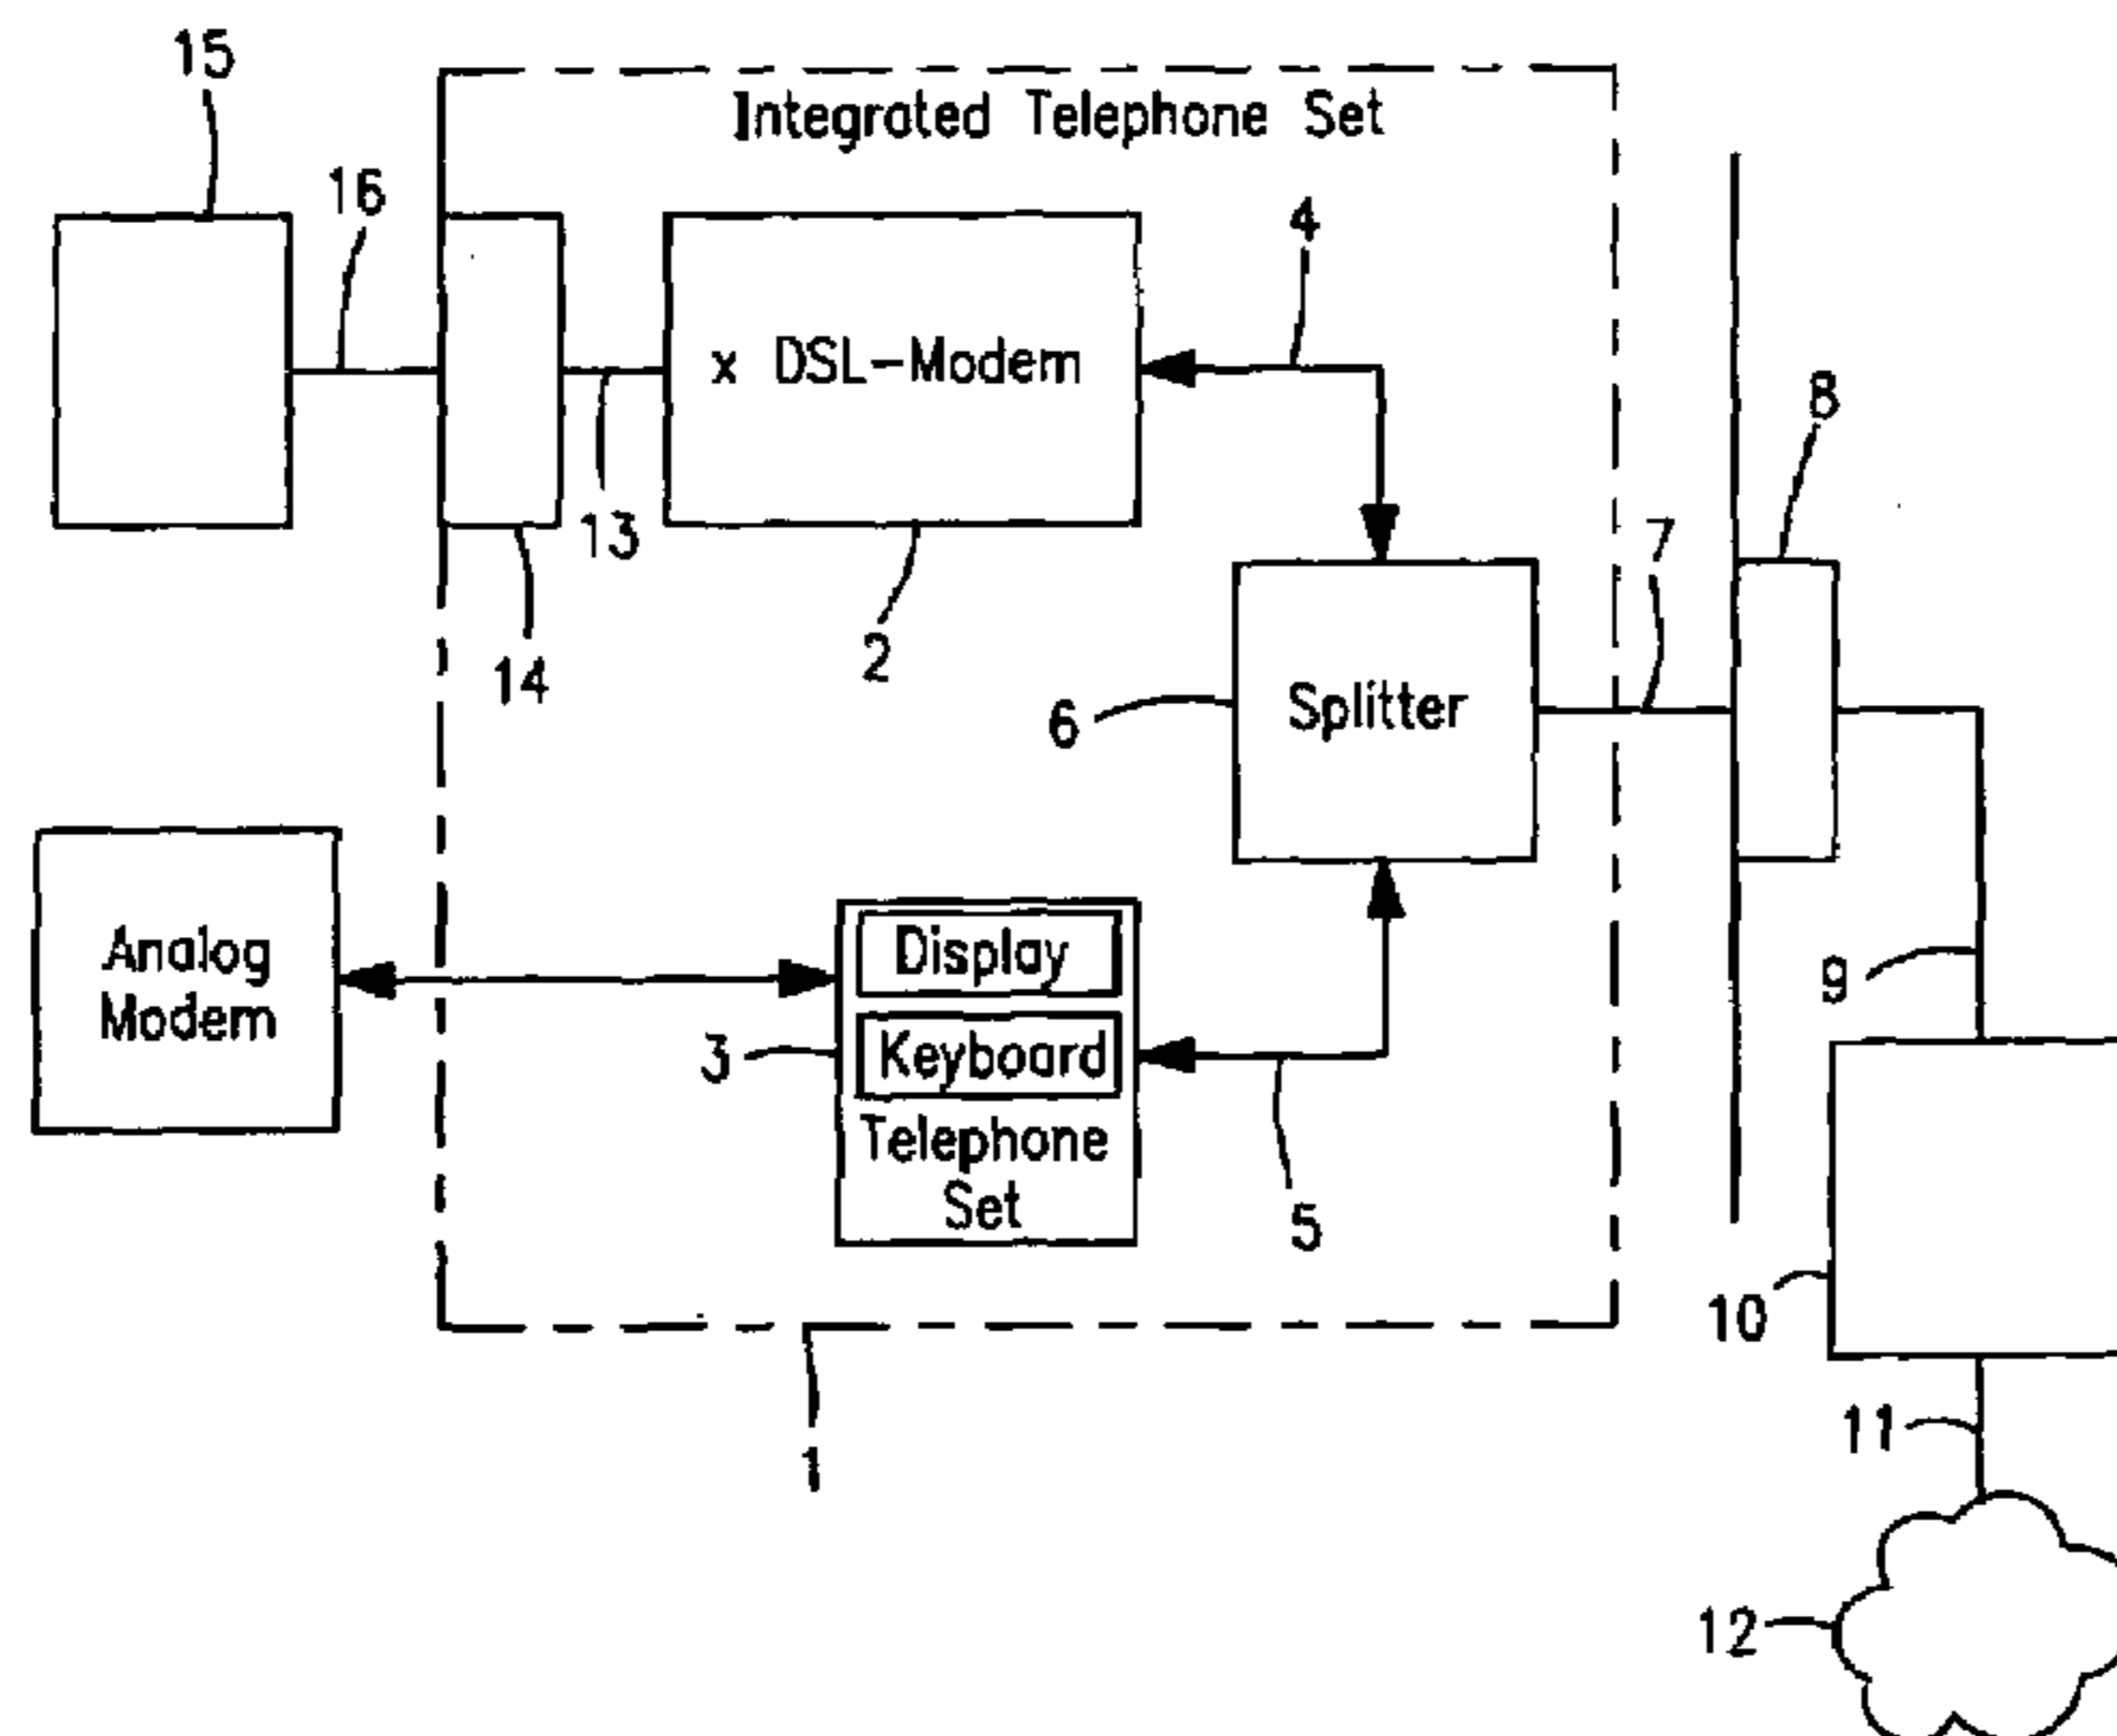 15
Integrated Telephone Set
16
4
x DSL-Modem
8
13
7
2
14
6
Splitter
Analog
Modem
Display
9
3
Keyboard
Telephone
Set
5
10
11
1
12